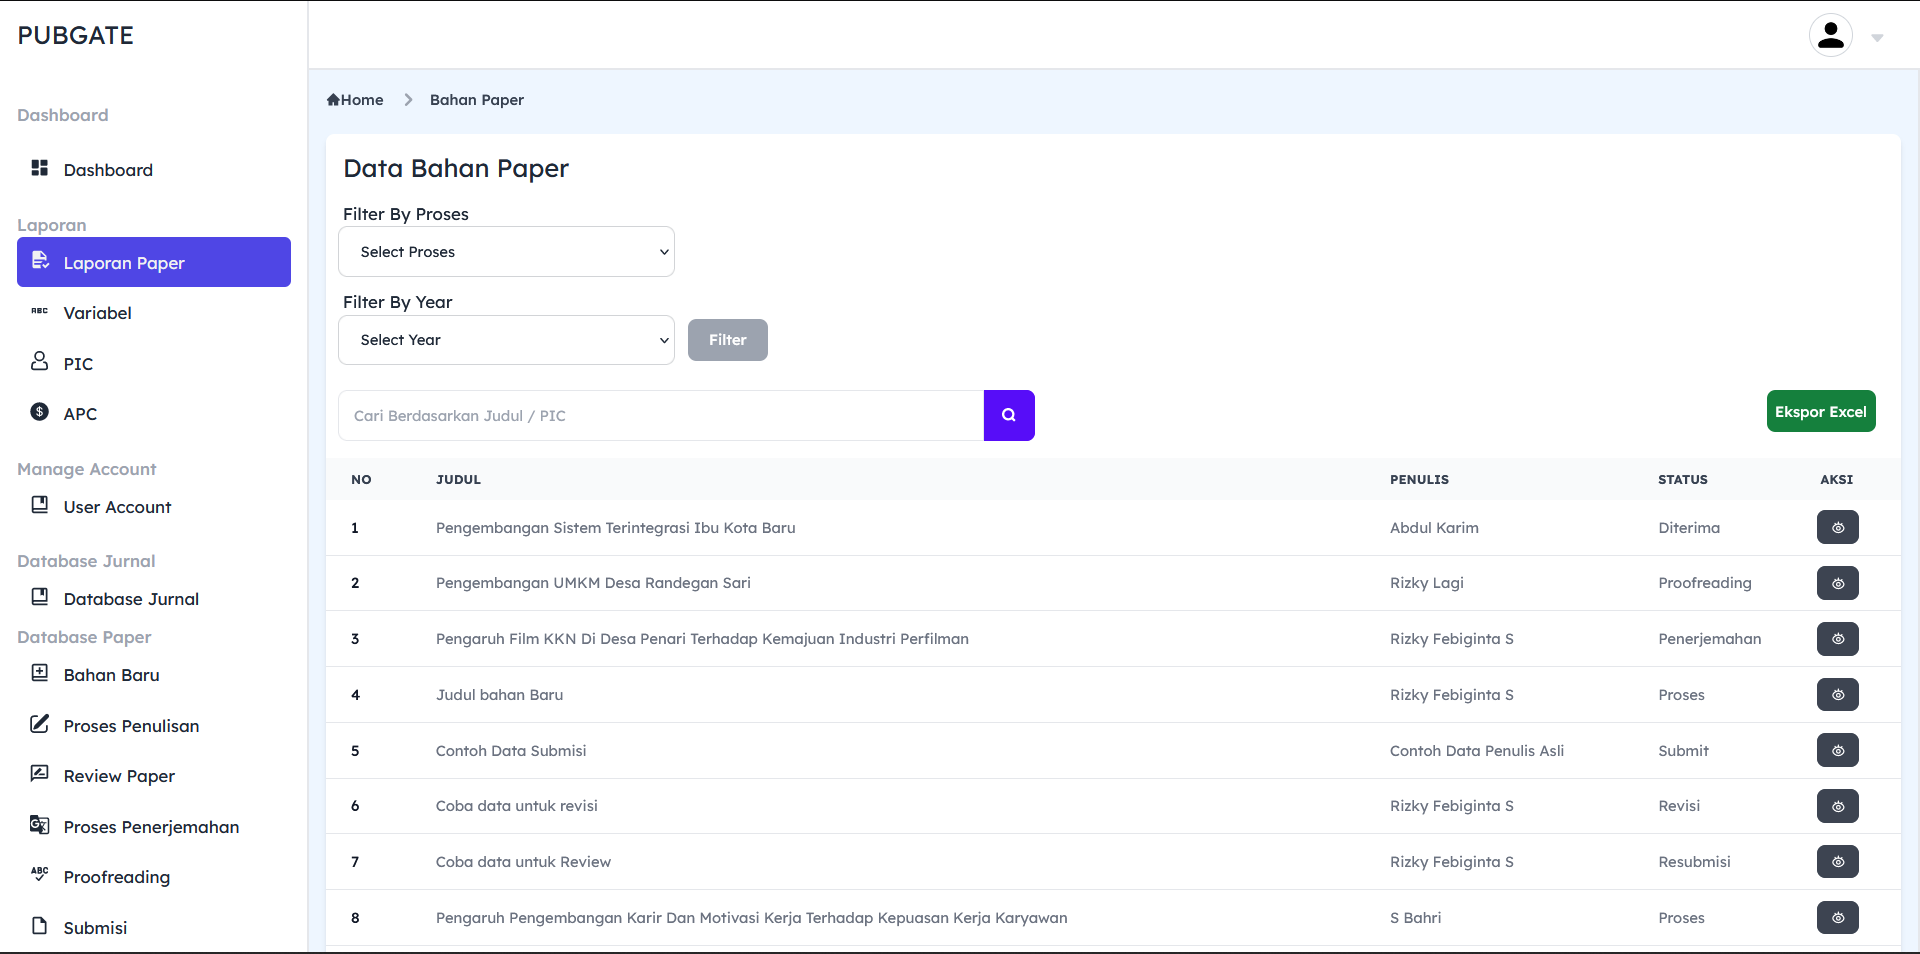 PUBGATE
Dashboard
Dashboard
Laporan
Laporan Paper
ABC
Variabel
PIC
$
APC
Manage Account
User Account
Database Jurnal
Database Jurnal
Database Paper
Bahan Baru
Proses Penulisan
Review Paper
G
Proses Penerjemahan
ABC
Proofreading
Submisi
Home
Bahan Paper
Data Bahan Paper
Filter By Proses
Select Proses
Filter By Year
Select Year
Filter
Cari Berdasarkan Judul / PIC
Ekspor Excel
NO JUDUL PENULIS STATUS AKSI
1 Pengembangan Sistem Terintegrasi Ibu Kota Baru Abdul Karim Diterima
2 Pengembangan UMKM Desa Randegan Sari Rizky Lagi Proofreading
3 Pengaruh Film KKN Di Desa Penari Terhadap Kemajuan Industri Perfilman Rizky Febiginta S Penerjemahan
4 Judul bahan Baru Rizky Febiginta S Proses
5 Contoh Data Submisi Contoh Data Penulis Asli Submit
6 Coba data untuk revisi Rizky Febiginta S Revisi
7 Coba data untuk Review Rizky Febiginta S Resubmisi
8 Pengaruh Pengembangan Karir Dan Motivasi Kerja Terhadap Kepuasan Kerja Karyawan S Bahri Proses